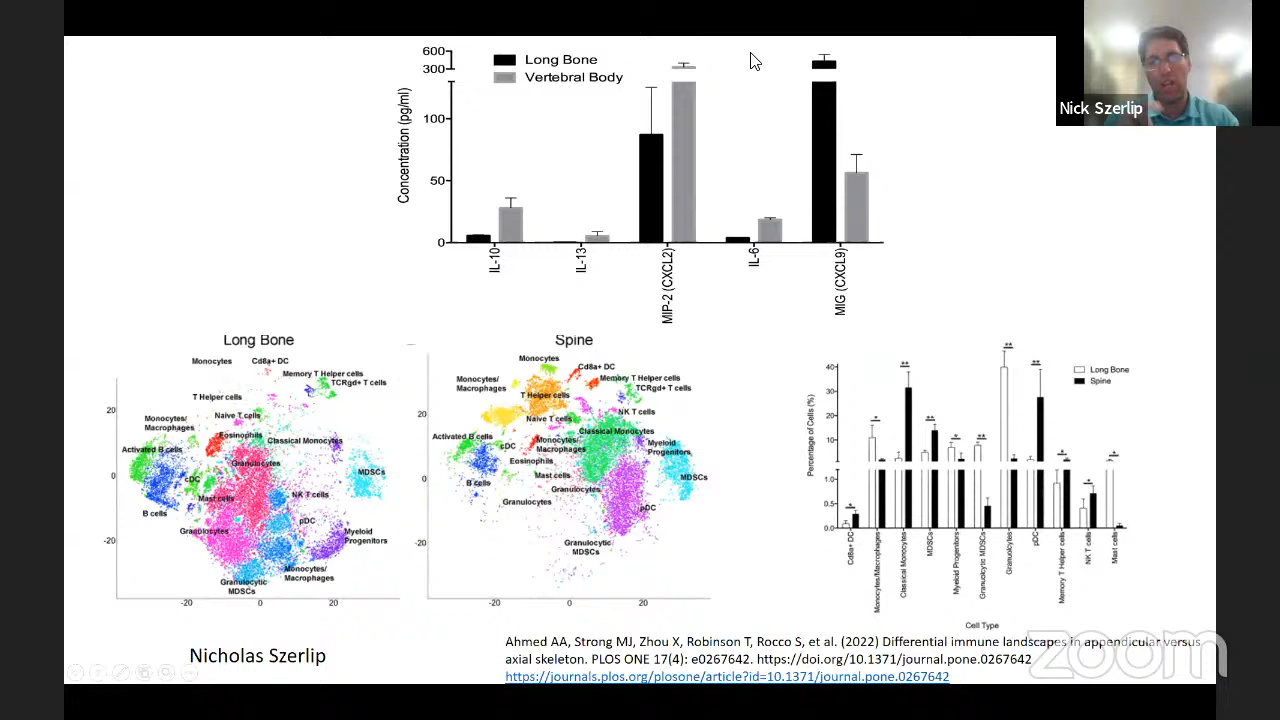 600
300
100
50
0
Concentration (pg/ml)
Long Bone
Vertebral Body
IL-10
IL-13
MIP-2 (CXCL2)
IL-6
MIG (CXCL9)
Nick Szerlip
Long Bone
Monocytes
Cd8a+ DC
Memory T Helper cells
TCRgd+ T cells
T Helper cells
Naive T cells
Monocytes/
Macrophages
Eosinophils
Classical Monocytes
Activated B cells
Granulocytes
MDSCs
cDC
Mast cells
NK T cells
B cells
pDC
Granulocytes
Myeloid
Progenitors
Monocytes/
Macrophages
Granulocytic
MDSCs
20
0
-20
-20
0
20
Spine
Monocytes
Cd8a+ DC
Monocytes/
Macrophages
Memory T Helper cells
TCRgd+ T cells
T Helper cells
NK T cells
Naive T cells
Classical Monocytes
Activated B cells
cDC
Monocytes/
Macrophages
Myeloid
Progenitors
Eosinophils
Mast cells
MDSCs
B cells
Granulocytes
Granulocytes
pDC
Granulocytic
MDSCs
20
0
-20
-20
0
20
Percentage of Cells (%)
40
30
20
10
1.0
0.5
0.0
*
*
**
**
*
**
**
**
*
*
*
Long Bone
Spine
Cd8a+ DC
Monocytes/Macrophages
Classical Monocytes
MDSCs
Myeloid Progenitors
Granulocytic MDSCs
Granulocytes
pDC
Memory T Helper cells
NK T cells
Mast cells
Cell Type
Nicholas Szerlip
Ahmed AA, Strong MJ, Zhou X, Robinson T, Rocco S, et al. (2022) Differential immune landscapes in appendicular versus
axial skeleton. PLOS ONE 17(4): e0267642. https://doi.org/10.1371/journal.pone.0267642
https://journals.plos.org/plosone/article?id=10.1371/journal.pone.0267642
zoom